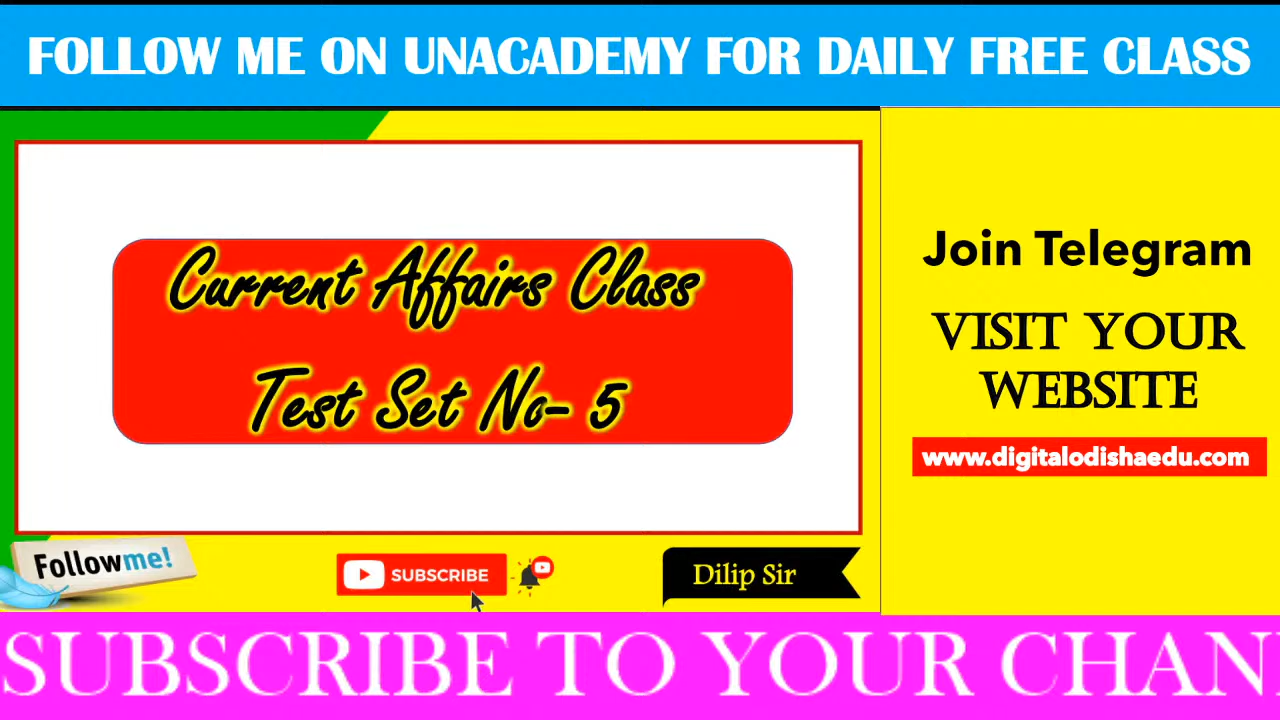 FOLLOW ME ON UNACADEMY FOR DAILY FREE CLASS
Current Affairs Class
Test Set No- 5
Join Telegram
VISIT YOUR
WEBSITE
www.digitalodishaedu.com
Followme!
SUBSCRIBE
Dilip Sir
SUBSCRIBE TO YOUR CHAN